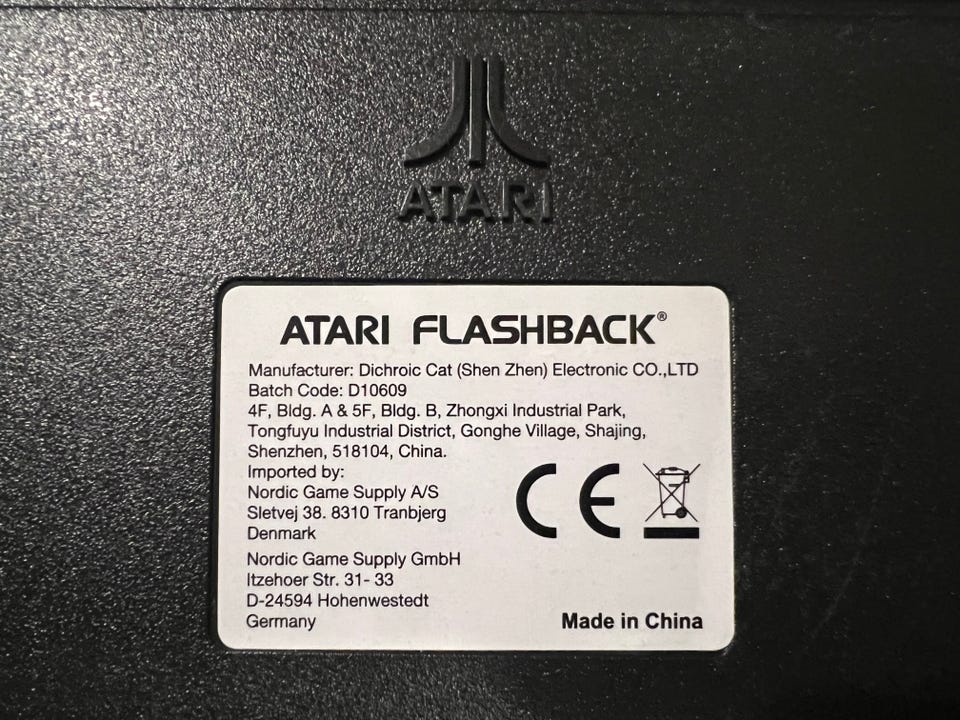 ATARI
ATARI FLASHBACK®
Manufacturer: Dichroic Cat (Shen Zhen) Electronic CO.,LTD
Batch Code: D10609
4F, Bldg. A & 5F, Bldg. B, Zhongxi Industrial Park,
Tongfuyu Industrial District, Gonghe Village, Shajing,
Shenzhen, 518104, China.
Imported by:
Nordic Game Supply A/S
Sletvej 38. 8310 Tranbjerg
Denmark
CE
Nordic Game Supply GmbH
Itzehoer Str. 31- 33
D-24594 Hohenwestedt
Germany
Made in China